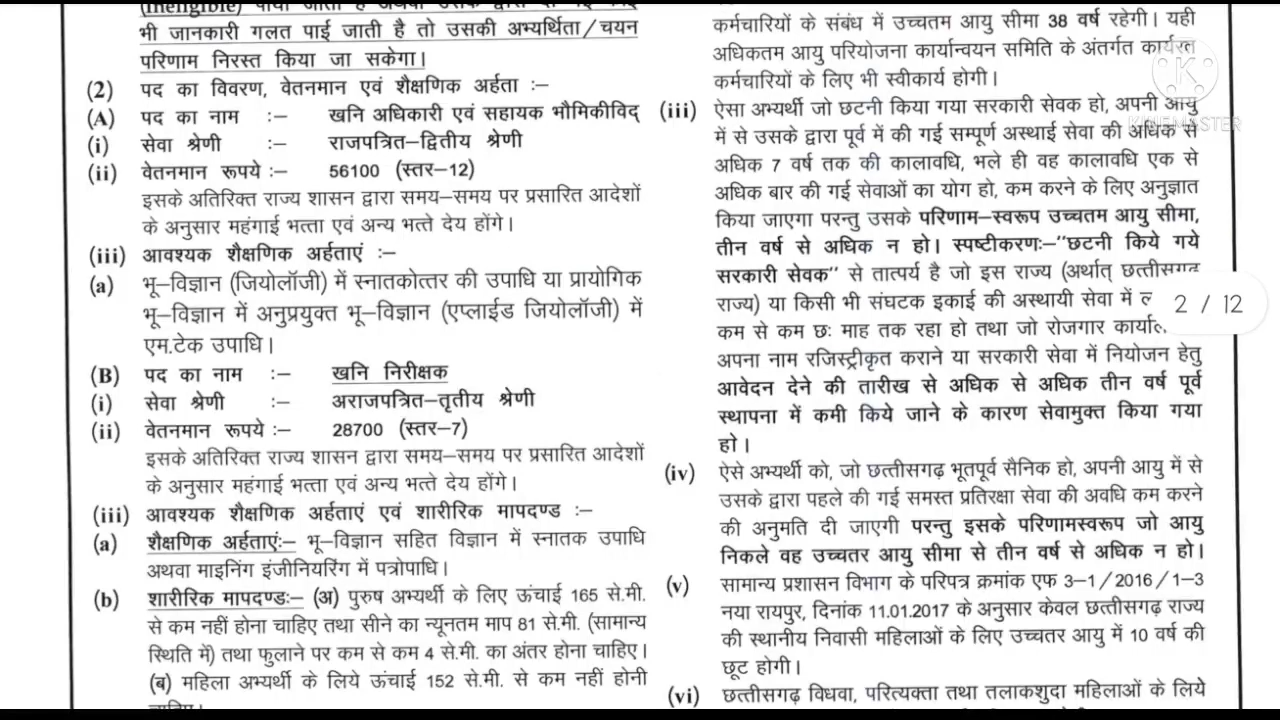 (ineligible) पाया जाता है अथवा उसके द्वारा दी गई कोई
भी जानकारी गलत पाई जाती है तो उसकी अभ्यर्थिता/चयन
परिणाम निरस्त किया जा सकेगा।
(2) पद का विवरण, वेतनमान एवं शैक्षणिक अर्हता :–
(A) पद का नाम :– खनि अधिकारी एवं सहायक भौमिकीविद्
(i) सेवा श्रेणी :– राजपत्रित–द्वितीय श्रेणी
(ii) वेतनमान रूपये :– 56100 (स्तर–12)
इसके अतिरिक्त राज्य शासन द्वारा समय–समय पर प्रसारित आदेशों
के अनुसार महंगाई भत्ता एवं अन्य भत्ते देय होंगे।
(iii) आवश्यक शैक्षणिक अर्हताएं :–
(a) भू–विज्ञान (जियोलॉजी) में स्नातकोत्तर की उपाधि या प्रायोगिक
भू–विज्ञान में अनुप्रयुक्त भू–विज्ञान (एप्लाईड जियोलॉजी) में
एम.टेक उपाधि।
(B) पद का नाम :– खनि निरीक्षक
(i) सेवा श्रेणी :– अराजपत्रित–तृतीय श्रेणी
(ii) वेतनमान रूपये :– 28700 (स्तर–7)
इसके अतिरिक्त राज्य शासन द्वारा समय–समय पर प्रसारित आदेशों
के अनुसार महंगाई भत्ता एवं अन्य भत्ते देय होंगे।
(iii) आवश्यक शैक्षणिक अर्हताएं एवं शारीरिक मापदण्ड :–
(a) शैक्षणिक अर्हताएं:– भू–विज्ञान सहित विज्ञान में स्नातक उपाधि
अथवा माइनिंग इंजीनियरिंग में पत्रोपाधि।
(b) शारीरिक मापदण्ड:– (अ) पुरुष अभ्यर्थी के लिए ऊंचाई 165 से.मी.
से कम नहीं होना चाहिए तथा सीने का न्यूनतम माप 81 से.मी. (सामान्य
स्थिति में) तथा फुलाने पर कम से कम 4 से.मी. का अंतर होना चाहिए।
(ब) महिला अभ्यर्थी के लिये ऊंचाई 152 से.मी. से कम नहीं होनी
चाहिए।
कर्मचारियों के संबंध में उच्चतम आयु सीमा 38 वर्ष रहेगी। यही
अधिकतम आयु परियोजना कार्यान्वयन समिति के अंतर्गत कार्यरत
कर्मचारियों के लिए भी स्वीकार्य होगी।
(iii) ऐसा अभ्यर्थी जो छटनी किया गया सरकारी सेवक हो, अपनी आयु
में से उसके द्वारा पूर्व में की गई सम्पूर्ण अस्थाई सेवा की अधिक से
अधिक 7 वर्ष तक की कालावधि, भले ही वह कालावधि एक से
अधिक बार की गई सेवाओं का योग हो, कम करने के लिए अनुज्ञात
किया जाएगा परन्तु उसके परिणाम–स्वरूप उच्चतम आयु सीमा,
तीन वर्ष से अधिक न हो। स्पष्टीकरण:–"छटनी किये गये
सरकारी सेवक" से तात्पर्य है जो इस राज्य (अर्थात् छत्तीसगढ़
राज्य) या किसी भी संघटक इकाई की अस्थायी सेवा में
कम से कम छः माह तक रहा हो तथा जो रोजगार
अपना नाम रजिस्ट्रीकृत कराने या सरकारी सेवा में नियोजन हेतु
आवेदन देने की तारीख से अधिक से अधिक तीन वर्ष पूर्व
स्थापना में कमी किये जाने के कारण सेवामुक्त किया गया
हो।
(iv) ऐसे अभ्यर्थी को, जो छत्तीसगढ़ भूतपूर्व सैनिक हो, अपनी आयु में से
उसके द्वारा पहले की गई समस्त प्रतिरक्षा सेवा की अवधि कम करने
की अनुमति दी जाएगी परन्तु इसके परिणामस्वरूप जो आयु
निकले वह उच्चतर आयु सीमा से तीन वर्ष से अधिक न हो।
(v) सामान्य प्रशासन विभाग के परिपत्र क्रमांक एफ 3–1/2016/1–3
नया रायपुर, दिनांक 11.01.2017 के अनुसार केवल छत्तीसगढ़ राज्य
की स्थानीय निवासी महिलाओं के लिए उच्चतर आयु में 10 वर्ष की
छूट होगी।
(vi) छत्तीसगढ़ विधवा, परित्यक्ता तथा तलाकशुदा महिलाओं के लिये
2 / 12
KINEMASTER